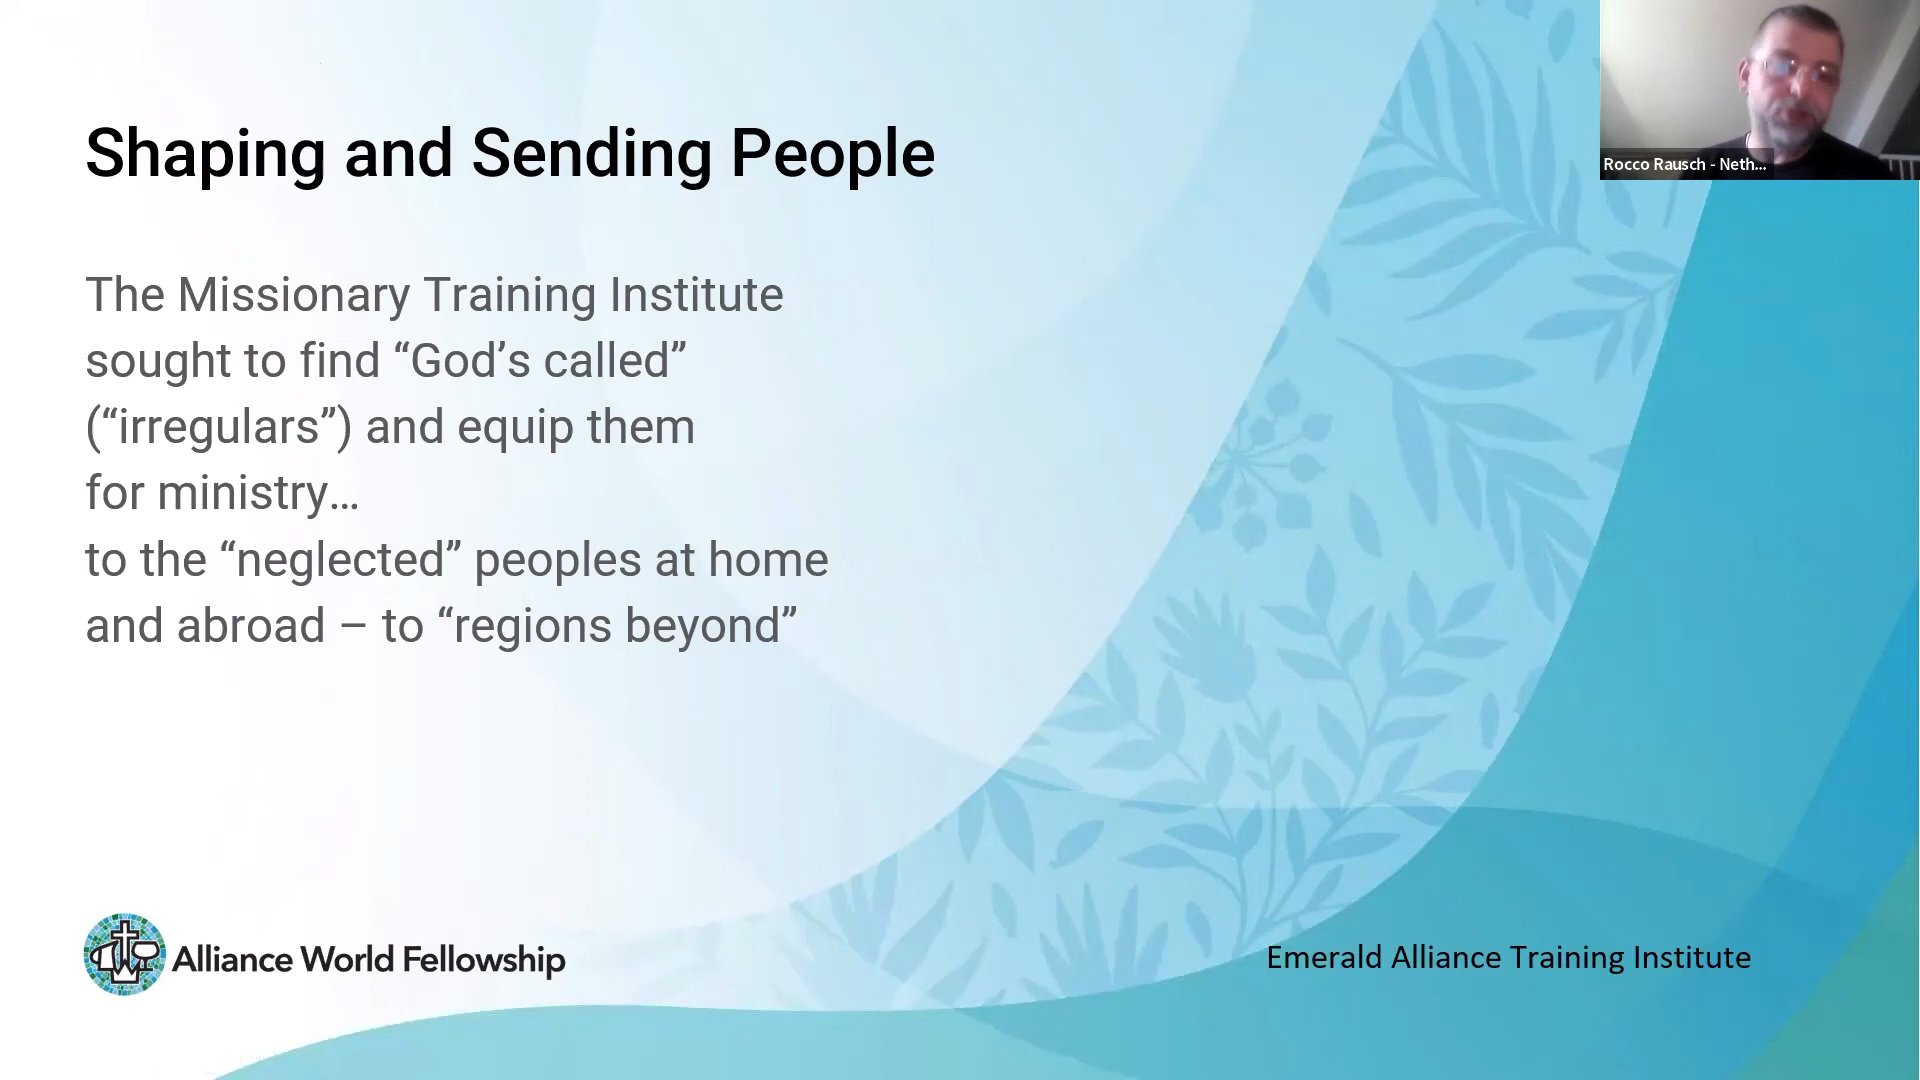 Shaping and Sending People
The Missionary Training Institute
sought to find “God’s called”
(“irregulars”) and equip them
for ministry…
to the “neglected” peoples at home
and abroad – to “regions beyond”
Rocco Rausch - Neth...
Alliance World Fellowship
Emerald Alliance Training Institute